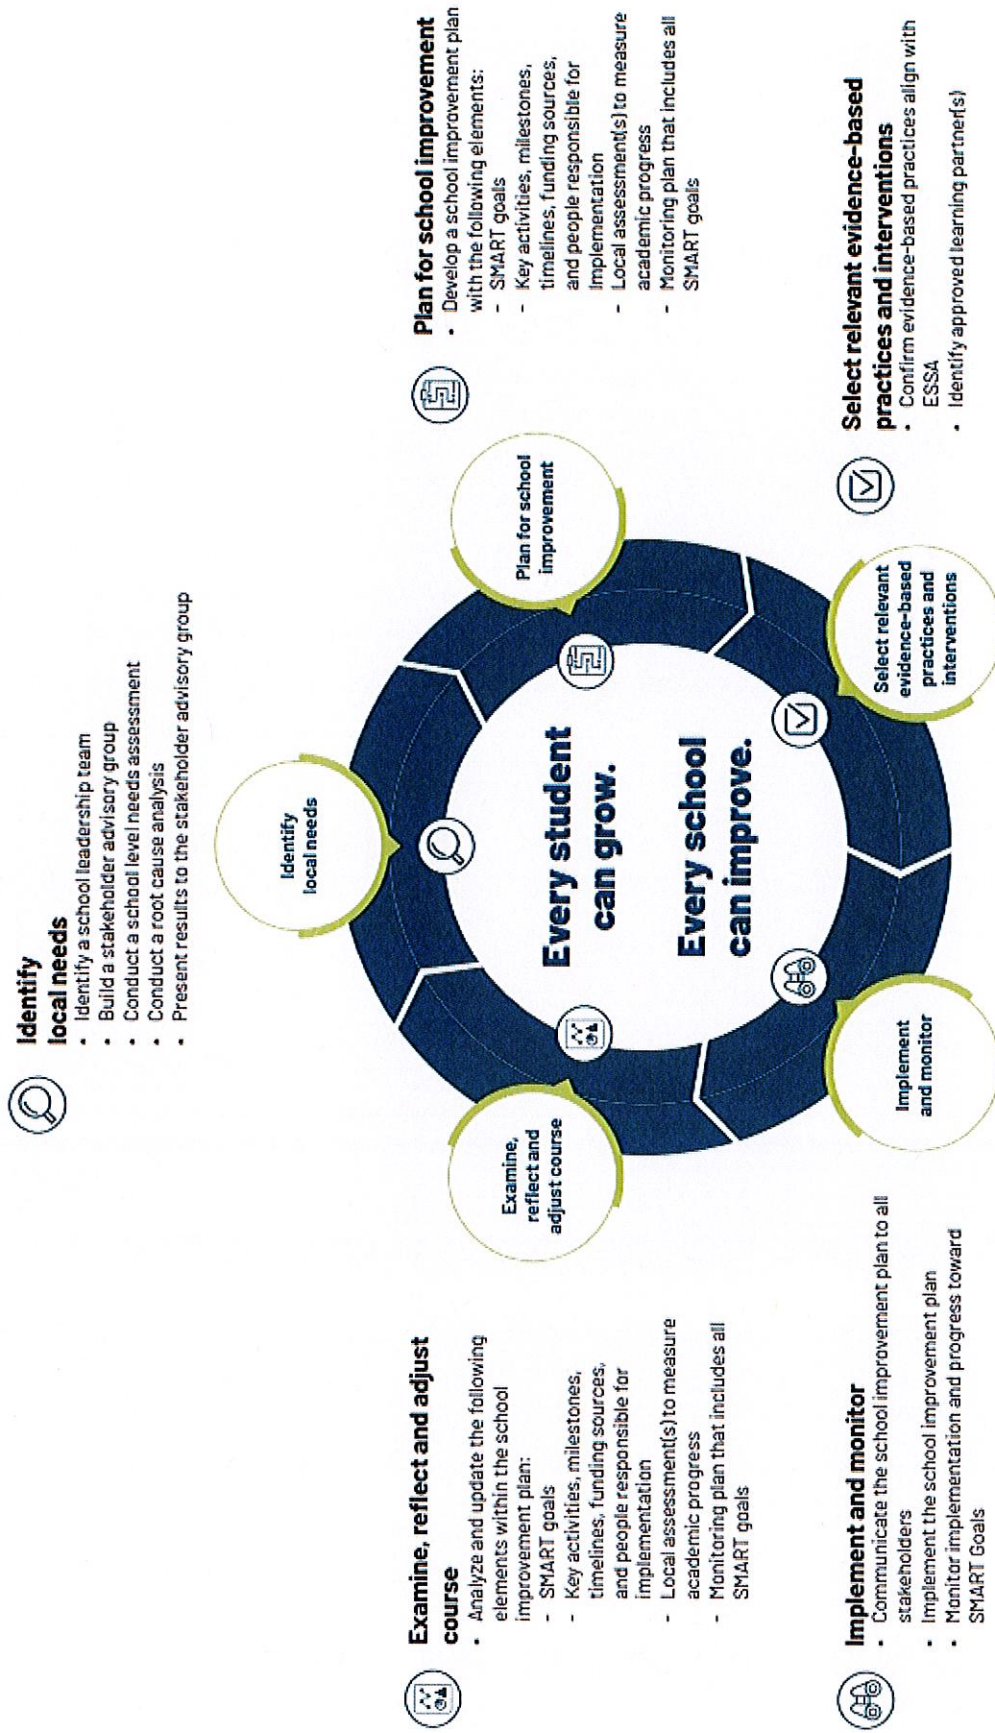 Identify
local needs
• Identify a school leadership team
• Build a stakeholder advisory group
• Conduct a school level needs assessment
• Conduct a root cause analysis
• Present results to the stakeholder advisory group
Plan for school improvement
• Develop a school improvement plan
with the following elements:
- SMART goals
- Key activities, milestones,
timelines, funding sources,
and people responsible for
Implementation
- Local assessment(s) to measure
academic progress
- Monitoring plan that includes all
SMART goals
Select relevant evidence-based
practices and interventions
• Confirm evidence-based practices align with
ESSA
• Identify approved learning partner(s)
Implement and monitor
• Communicate the school improvement plan to all
stakeholders
• Implement the school improvement plan
• Monitor implementation and progress toward
SMART Goals
Examine, reflect and adjust
course
• Analyze and update the following
elements within the school
improvement plan:
- SMART goals
- Key activities, milestones,
timelines, funding sources,
and people responsible for
implementation
- Local assessment(s) to measure
academic progress
- Monitoring plan that includes all
SMART goals
Identify
local needs
Plan for school
improvement
Select relevant
evidence-based
practices and
interventions
Implement
and monitor
Examine,
reflect and
adjust course
Every student
can grow.
Every school
can improve.